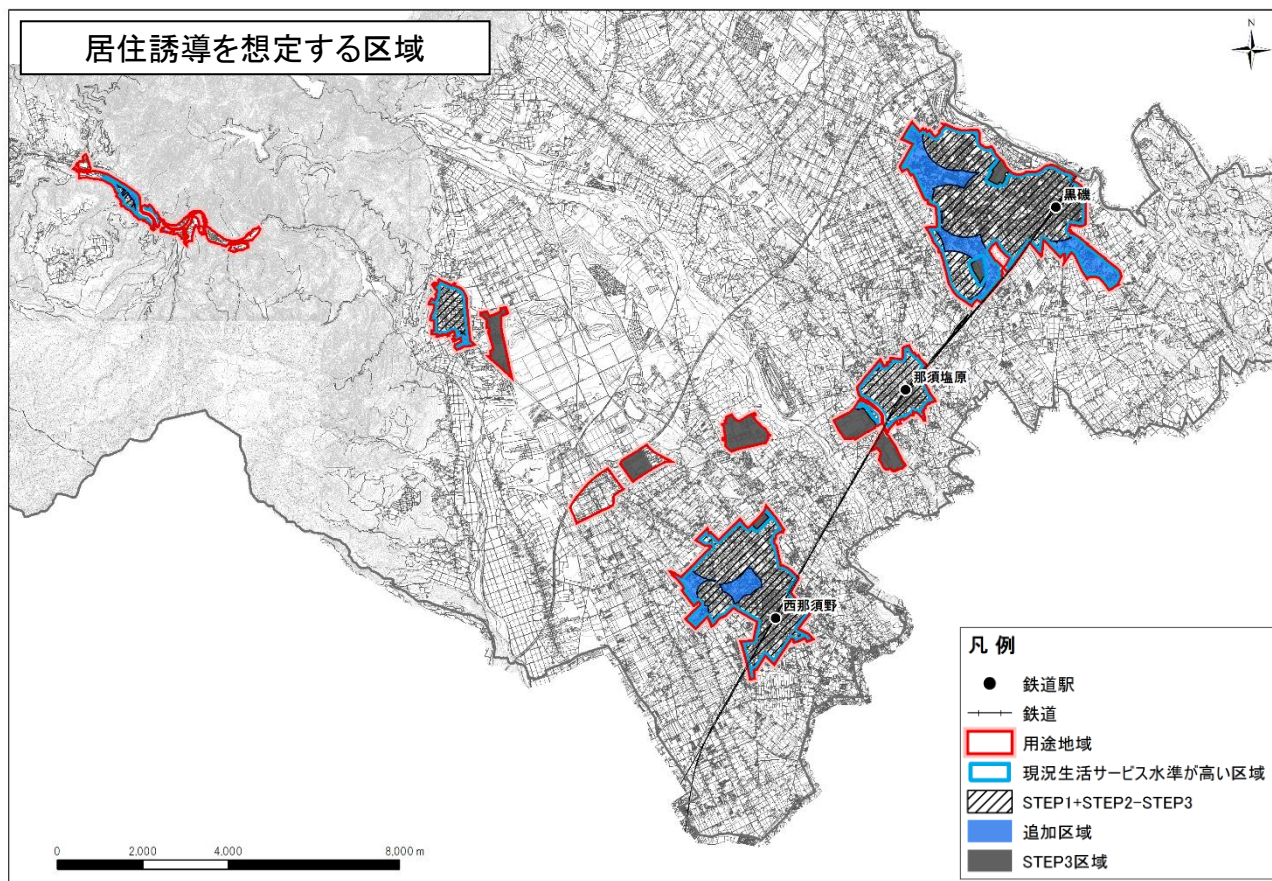 居住誘導を想定する区域
N
黒磯
那須塩原
西那須野
凡例
鉄道駅
鉄道
用途地域
現況生活サービス水準が高い区域
STEP1+STEP2-STEP3
追加区域
STEP3区域
0 2,000 4,000 8,000 m